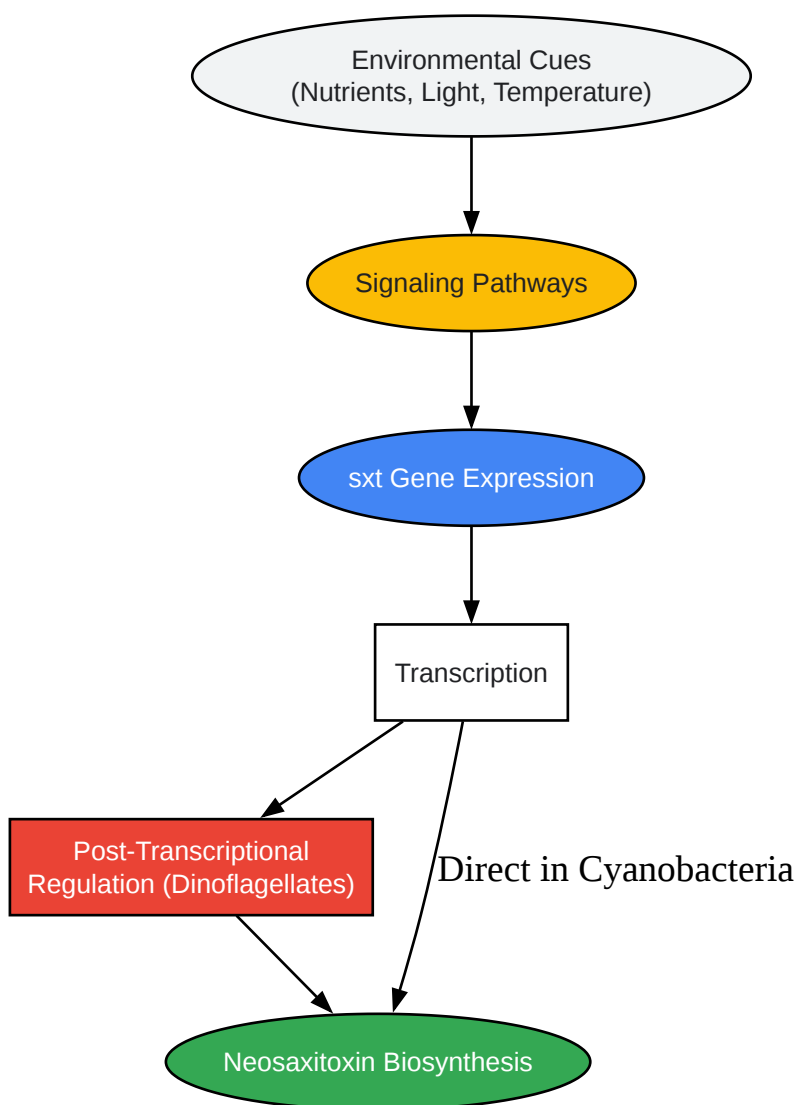 Environmental Cues
(Nutrients, Light, Temperature)
Signaling Pathways
sxt Gene Expression
Transcription
Post-Transcriptional
Regulation (Dinoflagellates)
Direct in Cyanobacteria
Neosaxitoxin Biosynthesis